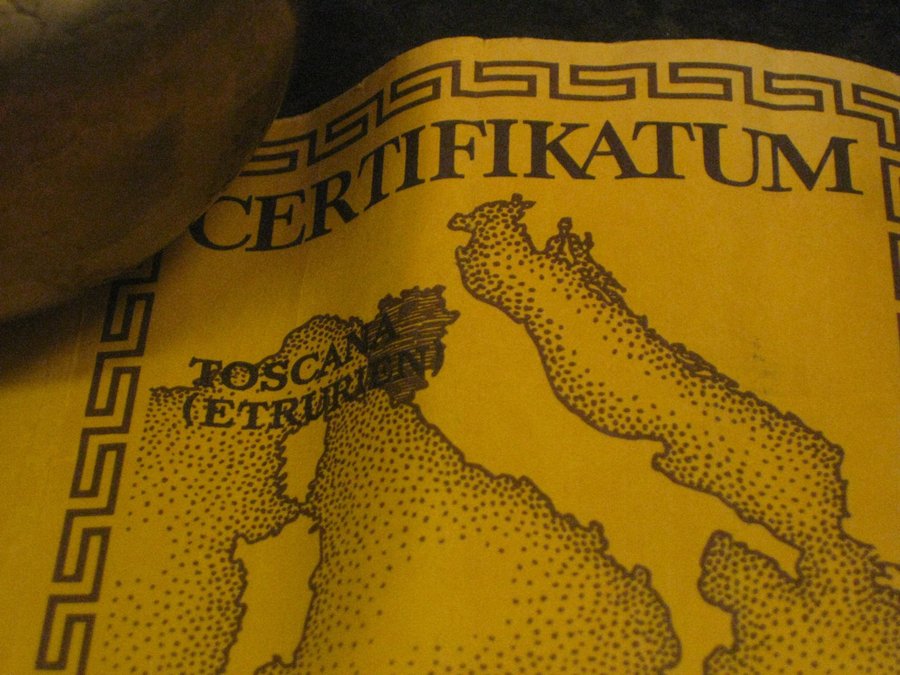 CERTIFIKATUM
TOSCANA
(ETRURIEN)